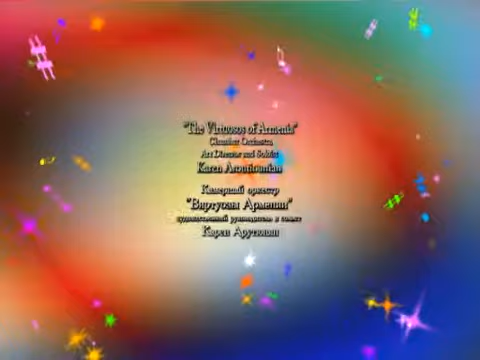 "The Virtuosos of Armenia"
Chamber Orchestra
Art Director and Soloist
Karen
Камерный оркестр
"Виртуозы Армении"
художественный руководитель и солист
Карен Арутюнян